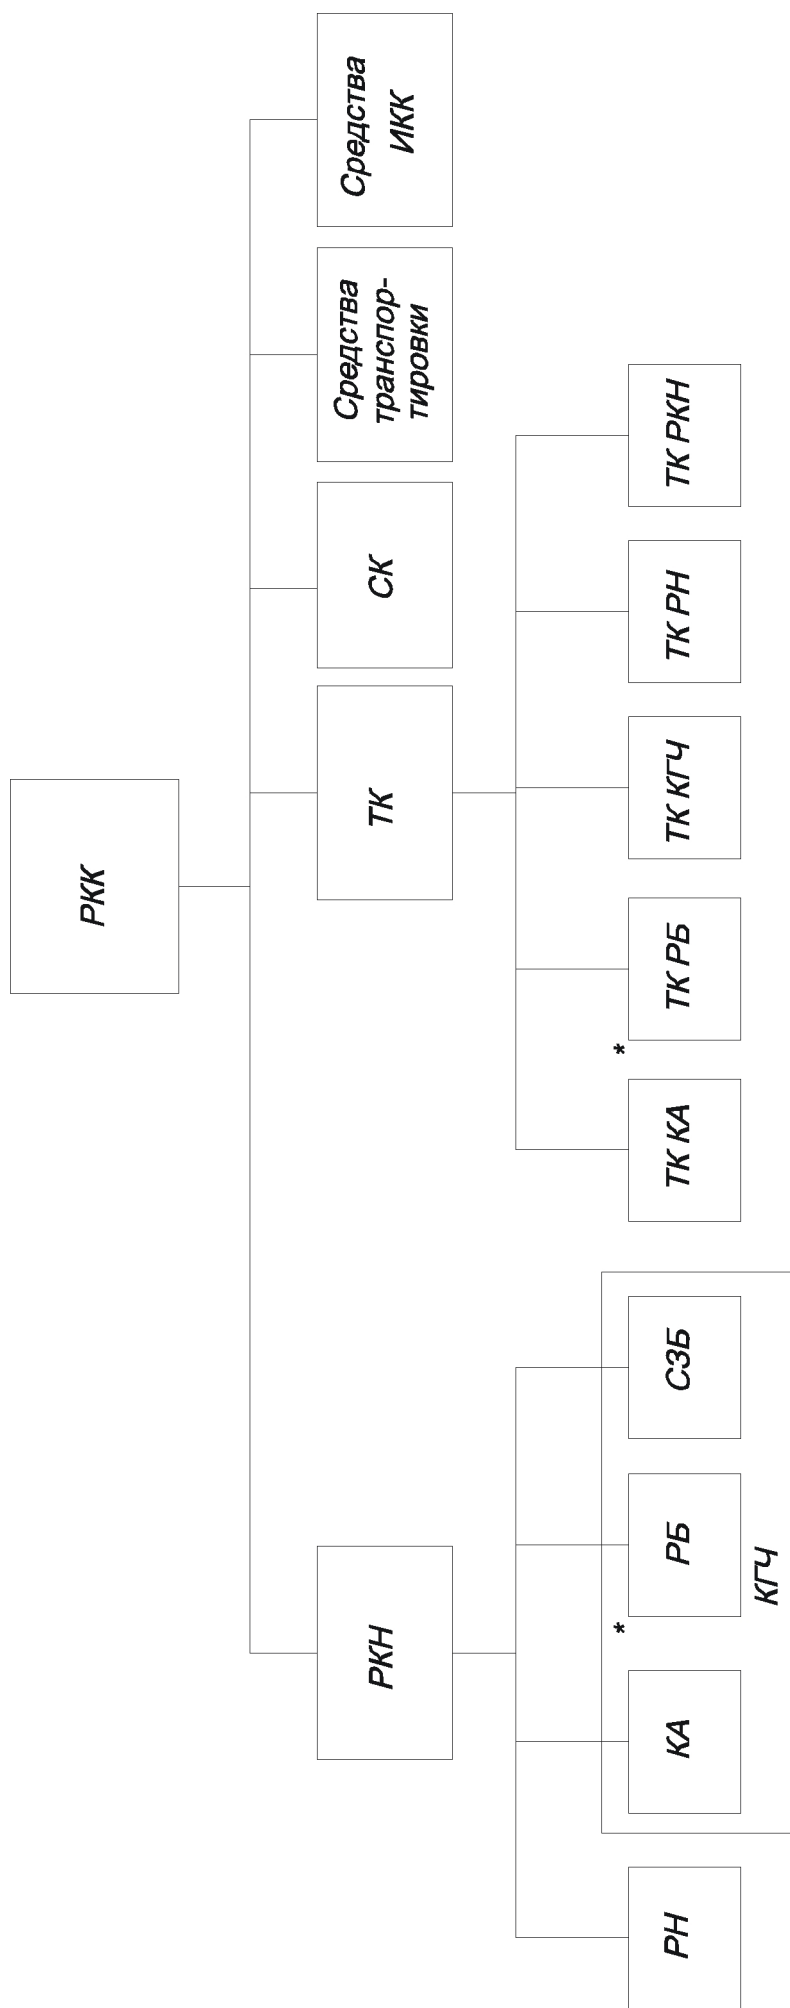 РКК
РКН
ТК
СК
Средства
транспор-
тировки
Средства
ИКК
РН
КА
*
РБ
СЗБ
КГЧ
ТК КА
*
ТК РБ
ТК КГЧ
ТК РН
ТК РКН